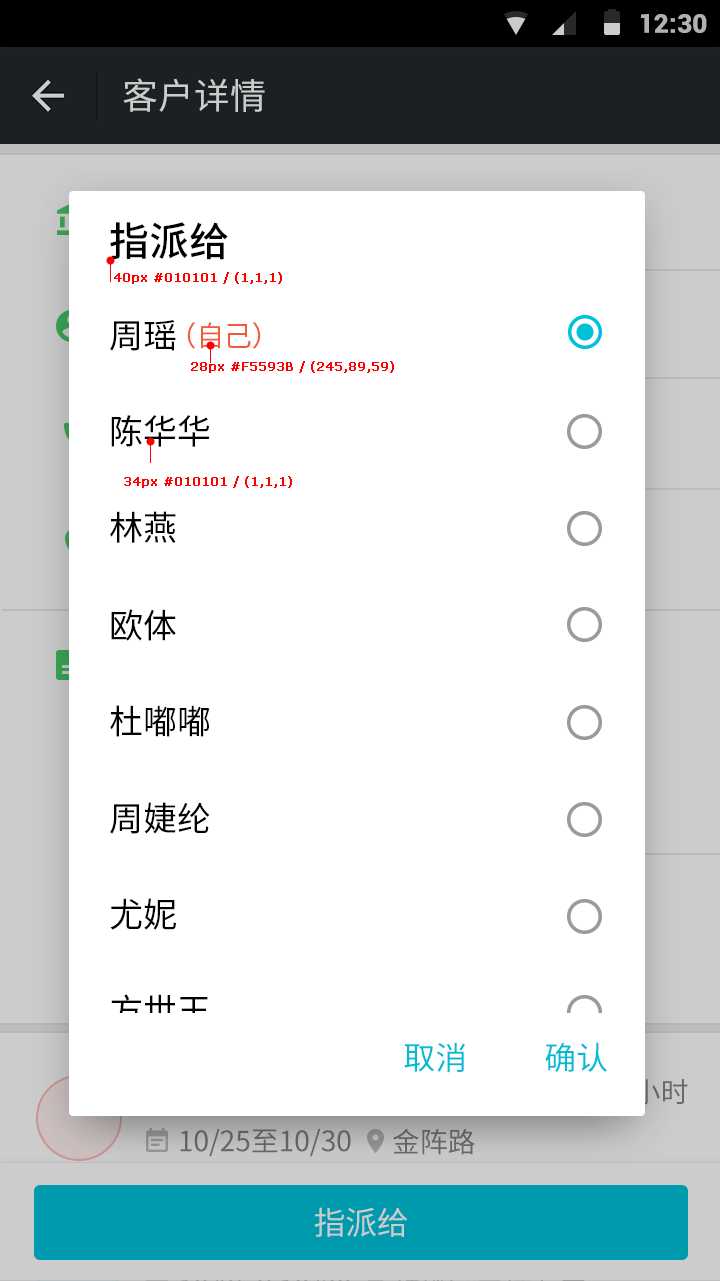 12:30
客户详情
指派给
40px #010101 / (1,1,1)
周瑶 (自己)
28px #F5593B / (245,89,59)
陈华华
34px #010101 / (1,1,1)
林燕
欧体
杜嘟嘟
周婕纶
尤妮
取消 确认
小时
10/25至10/30 金阵路
指派给